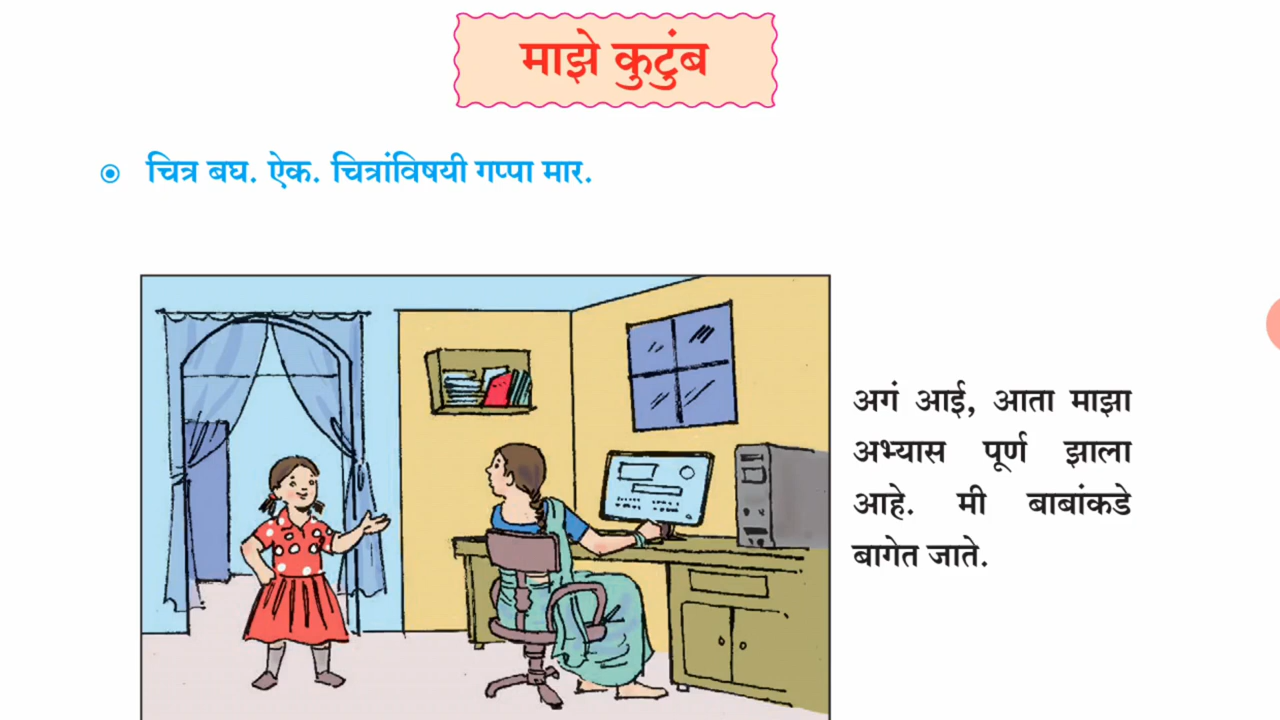 माझे कुटुंब
चित्र बघ. ऐक. चित्रांविषयी गप्पा मार.
अगं आई, आता माझा
अभ्यास पूर्ण झाला
आहे. मी बाबांकडे
बागेत जाते.